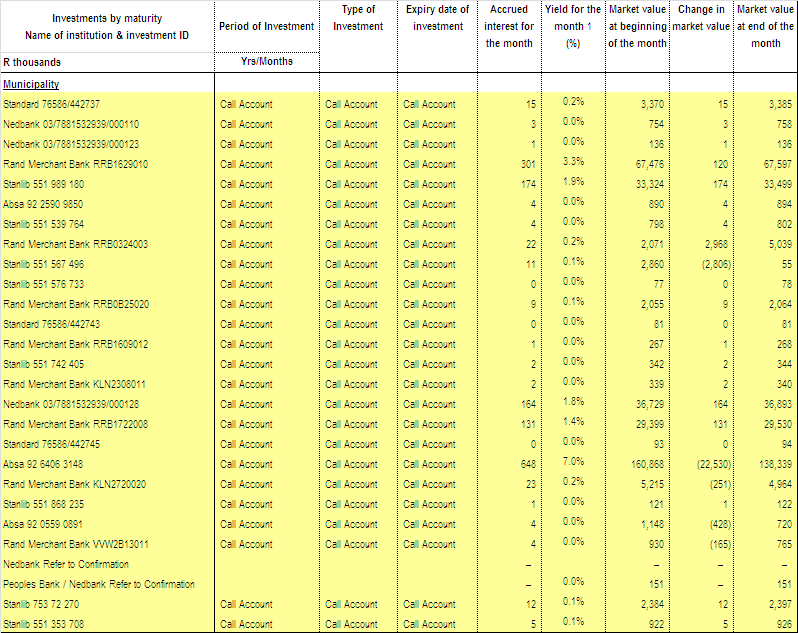 Investments by maturity Name of institution & investment ID | Period of Investment | Type of Investment | Expiry date of investment | Accrued interest for the month | Yield for the month 1 (%) | Market value at beginning of the month | Change in market value | Market value at end of the month
R thousands | Yrs/Months
Municipality
Standard 76586/442737 | Call Account | Call Account | Call Account | 15 | 0.2% | 3,370 | 15 | 3,385
Nedbank 03/7881532939/000110 | Call Account | Call Account | Call Account | 3 | 0.0% | 754 | 3 | 758
Nedbank 03/7881532939/000123 | Call Account | Call Account | Call Account | 1 | 0.0% | 136 | 1 | 136
Rand Merchant Bank RRB1629010 | Call Account | Call Account | Call Account | 301 | 3.3% | 67,476 | 120 | 67,597
Stanlib 551 989 180 | Call Account | Call Account | Call Account | 174 | 1.9% | 33,324 | 174 | 33,499
Absa 92 2590 9850 | Call Account | Call Account | Call Account | 4 | 0.0% | 890 | 4 | 894
Stanlib 551 539 764 | Call Account | Call Account | Call Account | 4 | 0.0% | 798 | 4 | 802
Rand Merchant Bank RRB0324003 | Call Account | Call Account | Call Account | 22 | 0.2% | 2,071 | 2,968 | 5,039
Stanlib 551 567 496 | Call Account | Call Account | Call Account | 11 | 0.1% | 2,860 | (2,806) | 55
Stanlib 551 576 733 | Call Account | Call Account | Call Account | 0 | 0.0% | 77 | 0 | 78
Rand Merchant Bank RRB0B25020 | Call Account | Call Account | Call Account | 9 | 0.1% | 2,055 | 9 | 2,064
Standard 76586/442743 | Call Account | Call Account | Call Account | 0 | 0.0% | 81 | 0 | 81
Rand Merchant Bank RRB1609012 | Call Account | Call Account | Call Account | 1 | 0.0% | 267 | 1 | 268
Stanlib 551 742 405 | Call Account | Call Account | Call Account | 2 | 0.0% | 342 | 2 | 344
Rand Merchant Bank KLN2308011 | Call Account | Call Account | Call Account | 2 | 0.0% | 339 | 2 | 340
Nedbank 03/7881532939/000128 | Call Account | Call Account | Call Account | 164 | 1.8% | 36,729 | 164 | 36,893
Rand Merchant Bank RRB1722008 | Call Account | Call Account | Call Account | 131 | 1.4% | 29,399 | 131 | 29,530
Standard 76586/442745 | Call Account | Call Account | Call Account | 0 | 0.0% | 93 | 0 | 94
Absa 92 6406 3148 | Call Account | Call Account | Call Account | 648 | 7.0% | 160,868 | (22,530) | 138,339
Rand Merchant Bank KLN2720020 | Call Account | Call Account | Call Account | 23 | 0.2% | 5,215 | (251) | 4,964
Stanlib 551 868 235 | Call Account | Call Account | Call Account | 1 | 0.0% | 121 | 1 | 122
Absa 92 0559 0891 | Call Account | Call Account | Call Account | 4 | 0.0% | 1,148 | (428) | 720
Rand Merchant Bank VVW2B13011 | Call Account | Call Account | Call Account | 4 | 0.0% | 930 | (165) | 765
Nedbank Refer to Confirmation | – | – | – | –
Peoples Bank / Nedbank Refer to Confirmation | – | 0.0% | 151 | – | 151
Stanlib 753 72 270 | Call Account | Call Account | Call Account | 12 | 0.1% | 2,384 | 12 | 2,397
Stanlib 551 353 708 | Call Account | Call Account | Call Account | 5 | 0.1% | 922 | 5 | 926